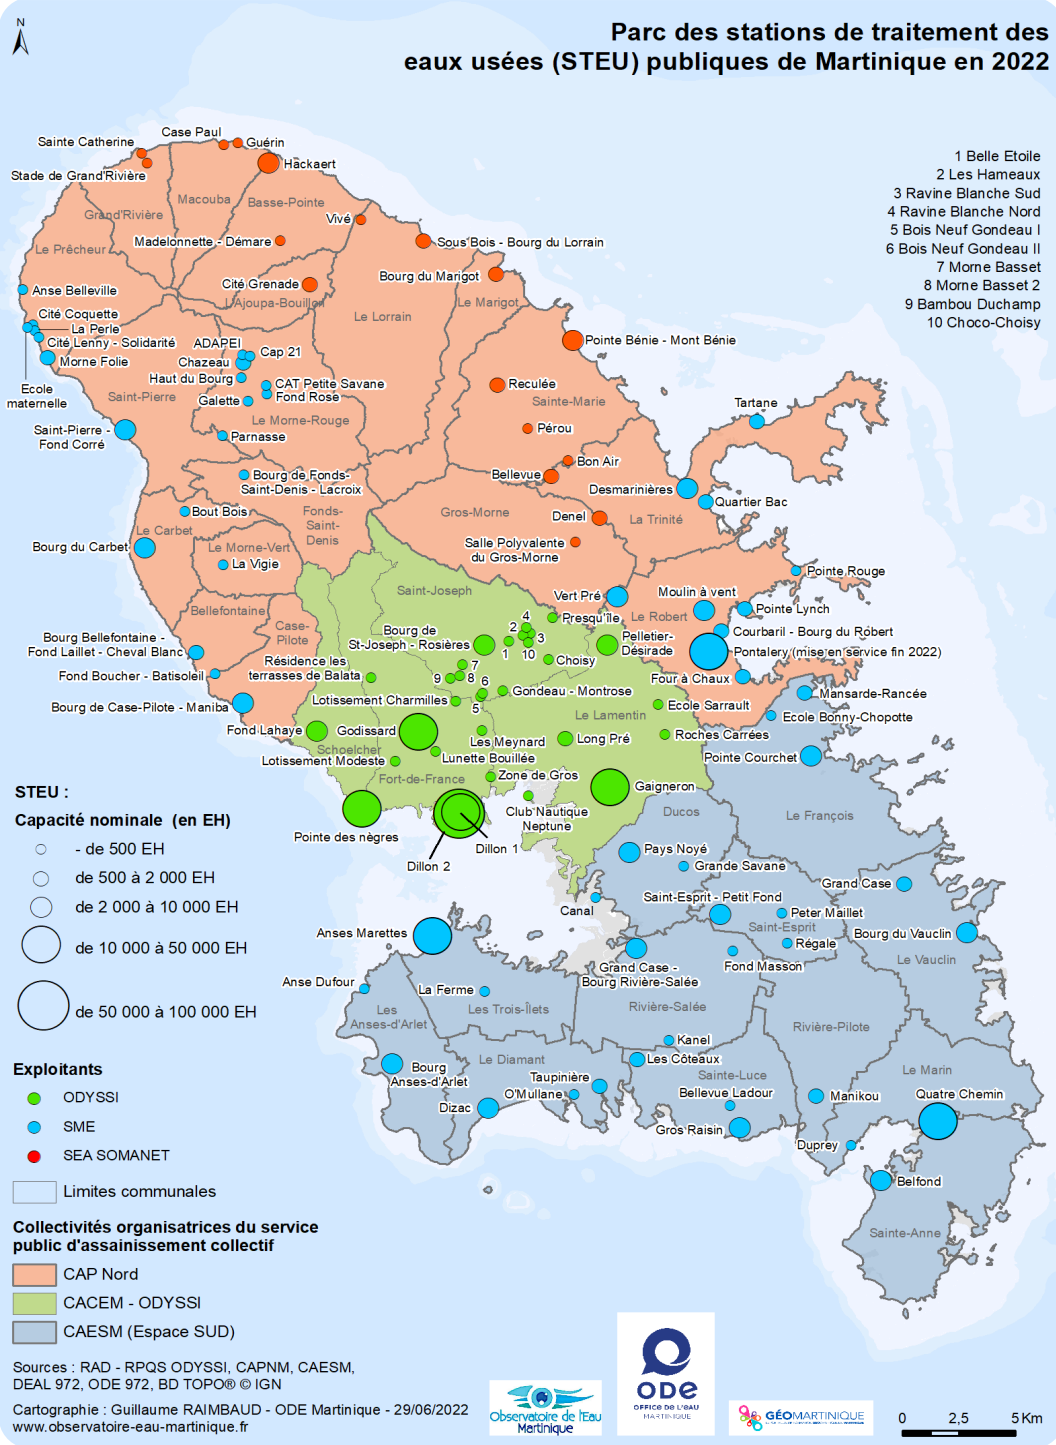 N
Parc des stations de traitement des
eaux usées (STEU) publiques de Martinique en 2022
1 Belle Etoile
2 Les Hameaux
3 Ravine Blanche Sud
4 Ravine Blanche Nord
5 Bois Neuf Gondeau I
6 Bois Neuf Gondeau II
7 Morne Basset
8 Morne Basset 2
9 Bambou Duchamp
10 Choco-Choisy
Case Paul
Guérin
Sainte Catherine
Hackaert
Stade de Grand'Rivière
Macouba
Basse-Pointe
Grand'Rivière
Vivé
Madelonnette - Démare
Sous Bois - Bourg du Lorrain
Le Prêcheur
Bourg du Marigot
Cité Grenade
Anse Belleville
L'Ajoupa-Bouillon
Le Marigot
Cité Coquette
Le Lorrain
La Perle
Cité Lenny - Solidarité
ADAPEI
Pointe Bénie - Mont Bénie
Cap 21
Morne Folie
Chazeau
Haut du Bourg
CAT Petite Savane
Reculée
Ecole
maternelle
Saint-Pierre
Fond Rose
Galette
Sainte-Marie
Tartane
Le Morne-Rouge
Saint-Pierre -
Fond Corré
Parnasse
Pérou
Bon Air
Bourg de Fonds-
Saint-Denis - Lacroix
Bellevue
Desmarinières
Quartier Bac
Bout Bois
Fonds-
Saint-
Denis
Gros-Morne
Denel
La Trinité
Le Carbet
Bourg du Carbet
Le Morne-Vert
Salle Polyvalente
du Gros-Morne
La Vigie
Pointe Rouge
Saint-Joseph
Vert Pré
Moulin à vent
Bellefontaine
Pointe Lynch
4
Presqu'île
Le Robert
Case-
Pilote
2
Bourg de
St-Joseph - Rosières
3
Pelletier-
Désirade
Courbaril - Bourg du Robert
Bourg Bellefontaine -
Fond Laillet - Cheval Blanc
1
10
Choisy
Pontalery (mise en service fin 2022)
Résidence les
terrasses de Balata
7
Fond Boucher - Batisoleil
9
8
Four à Chaux
6
Gondeau - Montrose
Mansarde-Rancée
Lotissement Charmilles
5
Bourg de Case-Pilote - Maniba
Ecole Sarrault
Le Lamentin
Ecole Bonny-Chopotte
Fond Lahaye
Godissard
Les Meynard
Long Pré
Roches Carrées
Schoelcher
Lotissement Modeste
Lunette Bouillée
Pointe Courchet
Fort-de-France
Zone de Gros
Gaigneron
Club Nautique
Neptune
Ducos
Le François
Pointe des nègres
Dillon 1
Dillon 2
Pays Noyé
Grande Savane
Grand Case
Saint-Esprit - Petit Fond
Canal
Peter Maillet
Saint-Esprit
Anses Marettes
Régale
Bourg du Vauclin
Grand Case -
Bourg Rivière-Salée
Fond Masson
Le Vauclin
Anse Dufour
La Ferme
Les
Anses-d'Arlet
Les Trois-Îlets
Rivière-Salée
Rivière-Pilote
Kanel
Les Côteaux
Le Diamant
Bourg
Anses-d'Arlet
Taupinière
Sainte-Luce
Le Marin
O'Mullane
Bellevue Ladour
Manikou
Quatre Chemin
Dizac
Gros Raisin
Duprey
Belfond
Sainte-Anne
STEU :
Capacité nominale (en EH)
- de 500 EH
de 500 à 2 000 EH
de 2 000 à 10 000 EH
de 10 000 à 50 000 EH
de 50 000 à 100 000 EH
Exploitants
ODYSSI
SME
SEA SOMANET
Limites communales
Collectivités organisatrices du service
public d'assainissement collectif
CAP Nord
CACEM - ODYSSI
CAESM (Espace SUD)
Sources : RAD - RPQS ODYSSI, CAPNM, CAESM,
DEAL 972, ODE 972, BD TOPO® © IGN
Cartographie : Guillaume RAIMBAUD - ODE Martinique - 29/06/2022
www.observatoire-eau-martinique.fr
Observatoire de l'Eau
Martinique
ODE
OFFICE DE L'EAU
MARTINIQUE
GÉOMARTINIQUE
0 2,5 5 Km